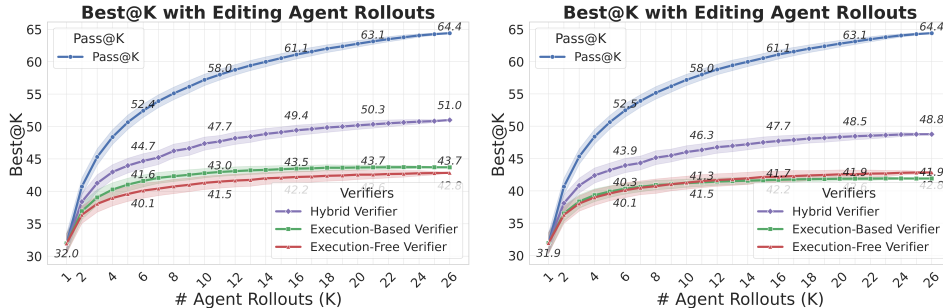 Best@K with Editing Agent Rollouts
Best@K
65
60
55
50
45
40
35
30
Pass@K
Pass@K
32.0
52.4
58.0
61.1
63.1
64.4
44.7
47.7
49.4
50.3
51.0
41.6
43.0
43.5
43.7
43.7
40.1
41.5
42.2
42.8
Verifiers
Hybrid Verifier
Execution-Based Verifier
Execution-Free Verifier
1 2 4 6 8 10 12 14 16 18 20 22 24 26
# Agent Rollouts (K)
Best@K with Editing Agent Rollouts
Best@K
65
60
55
50
45
40
35
30
Pass@K
Pass@K
31.9
52.5
58.0
61.1
63.1
64.4
43.9
46.3
47.7
48.5
48.8
40.3
41.3
41.7
41.9
41.9
40.1
41.5
42.2
42.8
Verifiers
Hybrid Verifier
Execution-Based Verifier
Execution-Free Verifier
1 2 4 6 8 10 12 14 16 18 20 22 24 26
# Agent Rollouts (K)